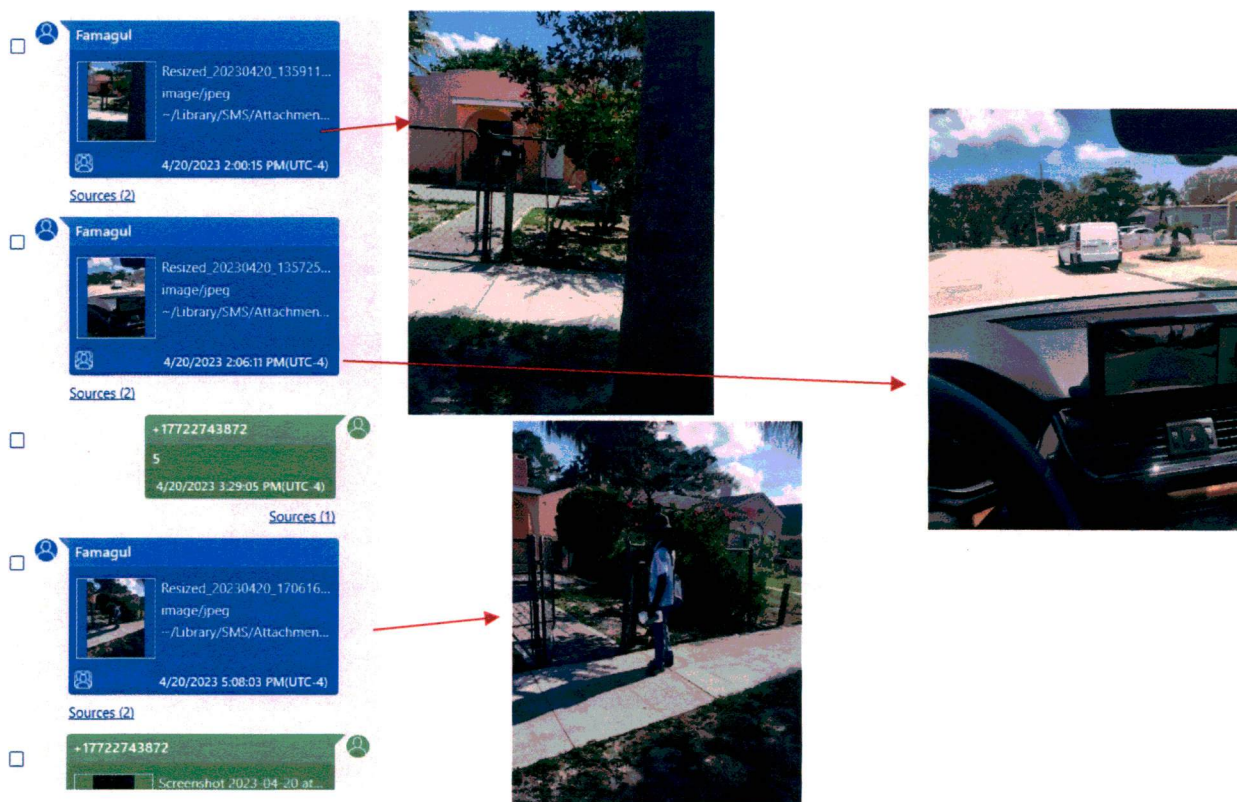 Famagul
Resized_20230420_135911...
image/jpeg
~/Library/SMS/Attachmen...
4/20/2023 2:00:15 PM(UTC-4)
Sources (2)
Famagul
Resized_20230420_135725...
image/jpeg
~/Library/SMS/Attachmen...
4/20/2023 2:06:11 PM(UTC-4)
Sources (2)
+17722743872
5
4/20/2023 3:29:05 PM(UTC-4)
Sources (1)
Famagul
Resized_20230420_170616...
image/jpeg
~/Library/SMS/Attachmen...
4/20/2023 5:08:03 PM(UTC-4)
Sources (2)
+17722743872
Screenshot 2023-04-20 at...